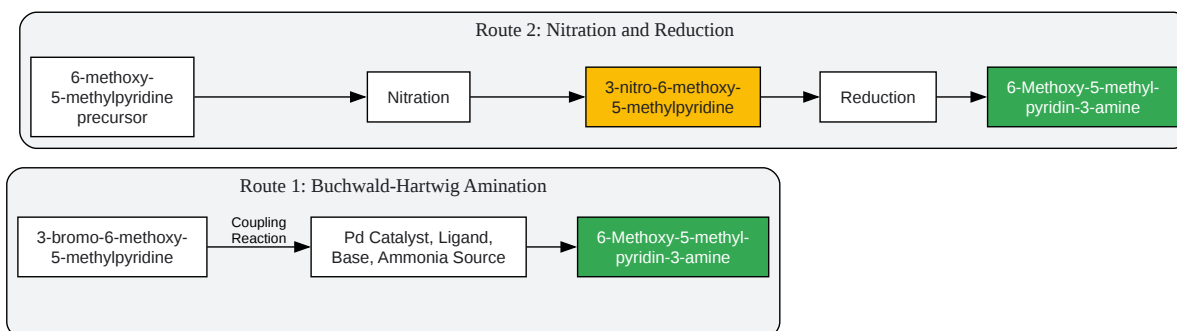 Route 2: Nitration and Reduction
6-methoxy-
5-methylpyridine
precursor
Nitration
3-nitro-6-methoxy-
5-methylpyridine
Reduction
6-Methoxy-5-methyl-
pyridin-3-amine
Route 1: Buchwald-Hartwig Amination
3-bromo-6-methoxy-
5-methylpyridine
Coupling
Reaction
Pd Catalyst, Ligand,
Base, Ammonia Source
6-Methoxy-5-methyl-
pyridin-3-amine